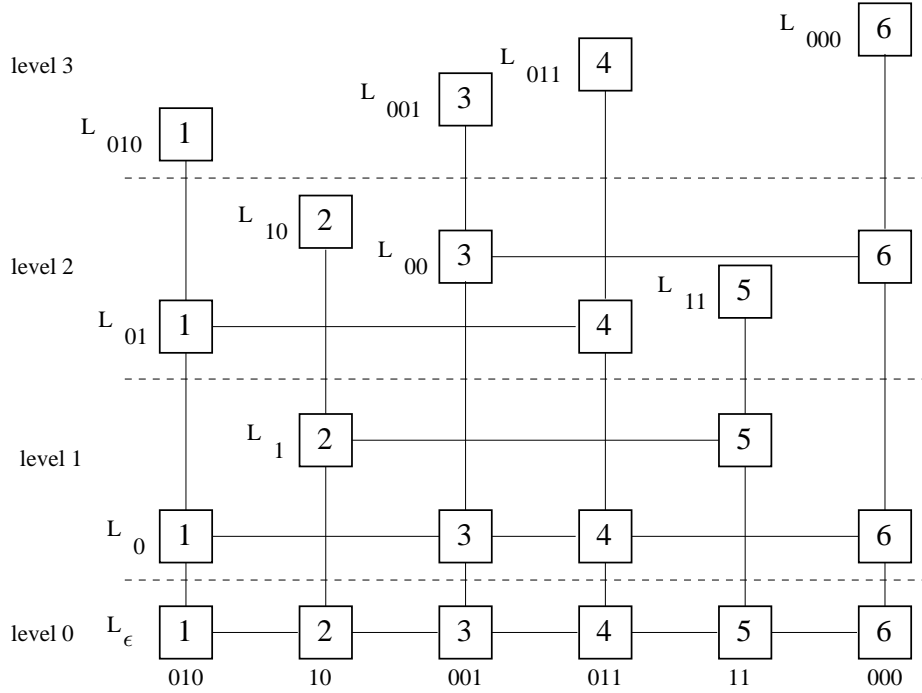 L 000 6
level 3 L 011 4
L 001 3
L 010 1
L 10 2
level 2 L 00 3 6
L 11 5
L 01 1 4
L 1 2 5
level 1
L 0 1 3 4 6
level 0 L ϵ 1 2 3 4 5 6
010 10 001 011 11 000